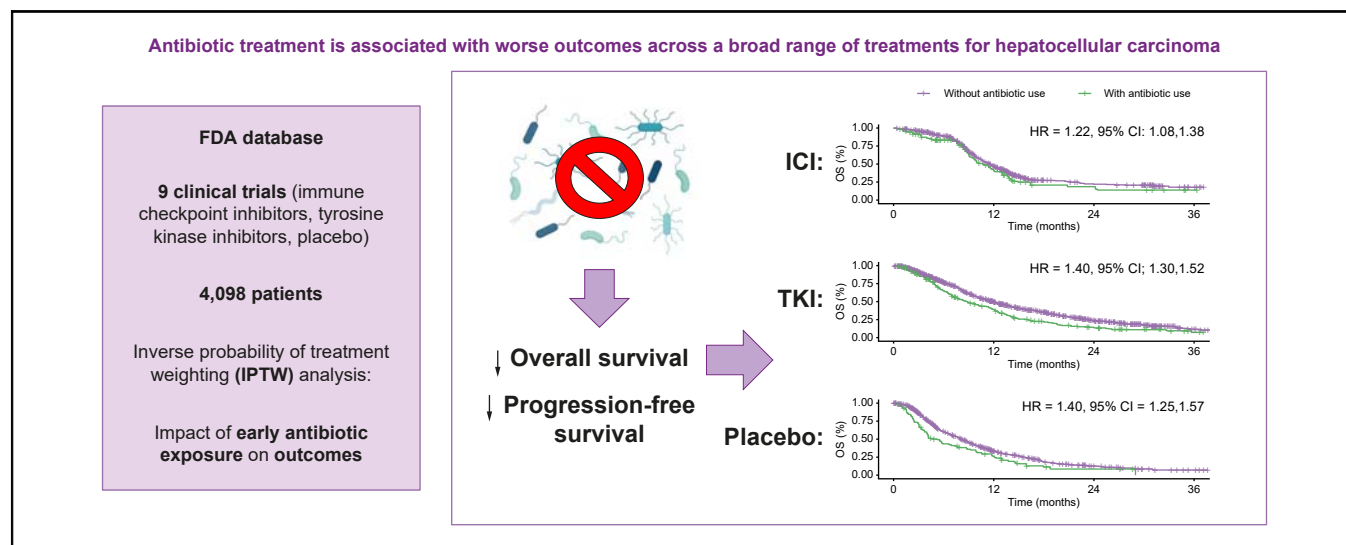 Antibiotic treatment is associated with worse outcomes across a broad range of treatments for hepatocellular carcinoma
FDA database
9 clinical trials (immune
checkpoint inhibitors, tyrosine
kinase inhibitors, placebo)
4,098 patients
Inverse probability of treatment
weighting (IPTW) analysis:
Impact of early antibiotic
exposure on outcomes
↓ Overall survival
↓ Progression-free
survival
Without antibiotic use
With antibiotic use
ICI:
HR = 1.22, 95% CI: 1.08,1.38
OS (%)
1.00
0.75
0.50
0.25
0.00
0 12 24 36
Time (months)
TKI:
HR = 1.40, 95% CI; 1.30,1.52
OS (%)
1.00
0.75
0.50
0.25
0.00
0 12 24 36
Time (months)
Placebo:
HR = 1.40, 95% CI = 1.25,1.57
OS (%)
1.00
0.75
0.50
0.25
0.00
0 12 24 36
Time (months)